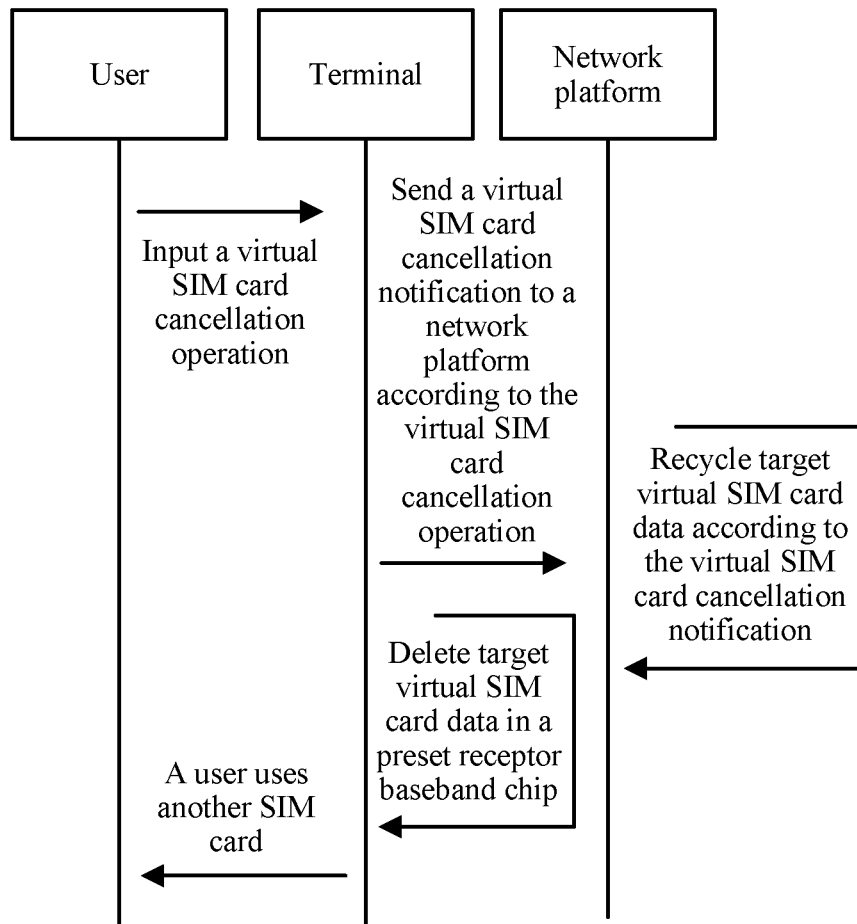 User
Terminal
Network
platform
Input a virtual
SIM card
cancellation
operation
Send a virtual
SIM card
cancellation
notification to a
network
platform
according to the
virtual SIM
card
cancellation
operation
Recycle target
virtual SIM card
data according to
the virtual SIM
card cancellation
notification
Delete target
virtual SIM
card data in a
preset receptor
baseband chip
A user uses
another SIM
card